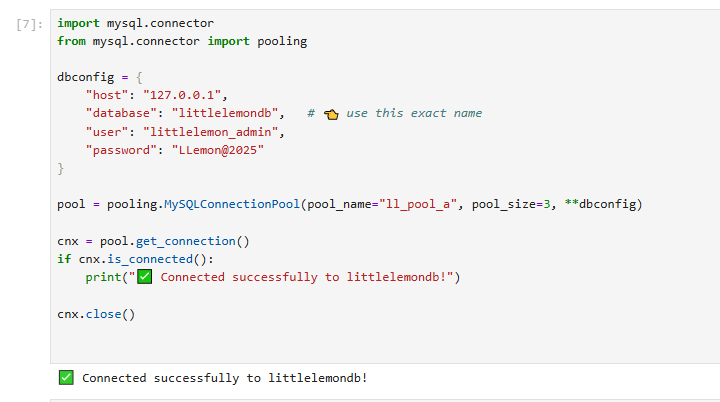 [7]:
import mysql.connector
from mysql.connector import pooling
dbconfig = {
    "host": "127.0.0.1",
    "database": "littlelemondb",   # 👈 use this exact name
    "user": "littlelemon_admin",
    "password": "LLemon@2025"
}
pool = pooling.MySQLConnectionPool(pool_name="ll_pool_a", pool_size=3, **dbconfig)
cnx = pool.get_connection()
if cnx.is_connected():
    print("✅ Connected successfully to littlelemondb!")
cnx.close()
✅ Connected successfully to littlelemondb!